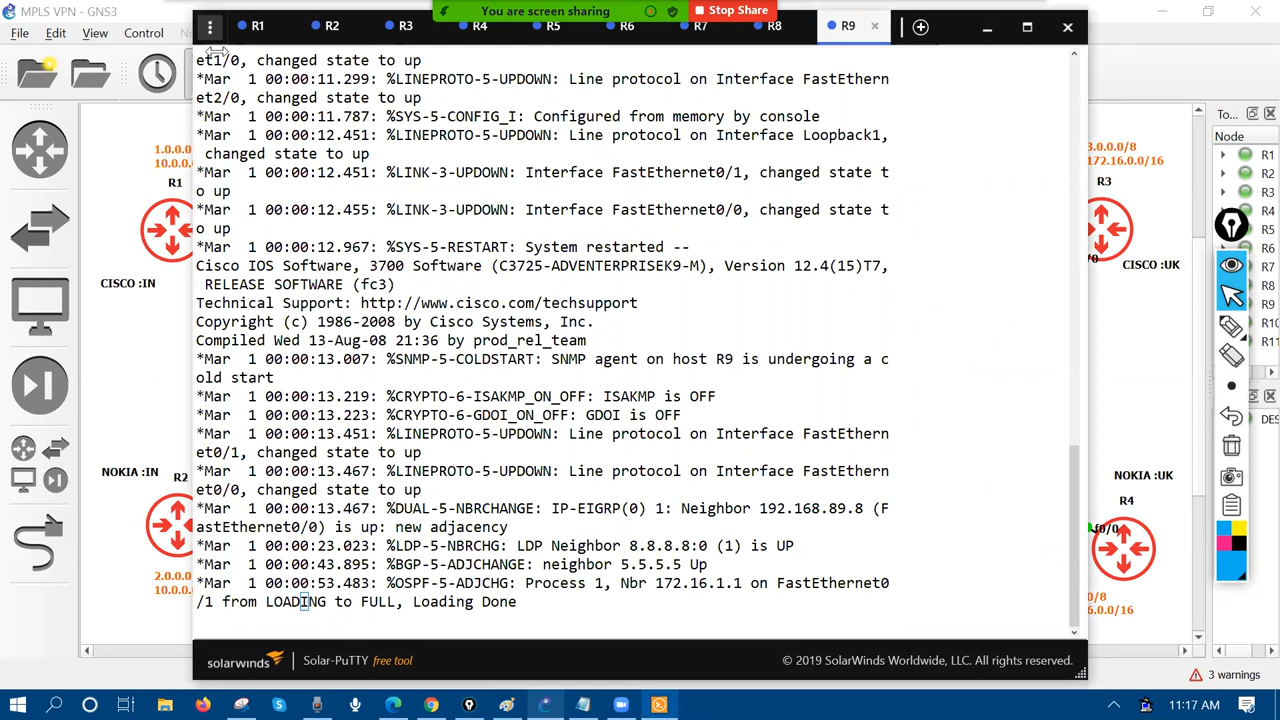 MPLS VPN - GNS3
You are screen sharing
Stop Share
File Edit View Control
R1 R2 R3 R4 R5 R6 R7 R8 R9
et1/0, changed state to up
*Mar  1 00:00:11.299: %LINEPROTO-5-UPDOWN: Line protocol on Interface FastEthern
et2/0, changed state to up
*Mar  1 00:00:11.787: %SYS-5-CONFIG_I: Configured from memory by console
*Mar  1 00:00:12.451: %LINEPROTO-5-UPDOWN: Line protocol on Interface Loopback1,
changed state to up
*Mar  1 00:00:12.451: %LINK-3-UPDOWN: Interface FastEthernet0/1, changed state t
o up
*Mar  1 00:00:12.455: %LINK-3-UPDOWN: Interface FastEthernet0/0, changed state t
o up
*Mar  1 00:00:12.967: %SYS-5-RESTART: System restarted --
Cisco IOS Software, 3700 Software (C3725-ADVENTERPRISEK9-M), Version 12.4(15)T7,
RELEASE SOFTWARE (fc3)
Technical Support: http://www.cisco.com/techsupport
Copyright (c) 1986-2008 by Cisco Systems, Inc.
Compiled Wed 13-Aug-08 21:36 by prod_rel_team
*Mar  1 00:00:13.007: %SNMP-5-COLDSTART: SNMP agent on host R9 is undergoing a c
old start
*Mar  1 00:00:13.219: %CRYPTO-6-ISAKMP_ON_OFF: ISAKMP is OFF
*Mar  1 00:00:13.223: %CRYPTO-6-GDOI_ON_OFF: GDOI is OFF
*Mar  1 00:00:13.451: %LINEPROTO-5-UPDOWN: Line protocol on Interface FastEthern
et0/1, changed state to up
*Mar  1 00:00:13.467: %LINEPROTO-5-UPDOWN: Line protocol on Interface FastEthern
et0/0, changed state to up
*Mar  1 00:00:13.467: %DUAL-5-NBRCHANGE: IP-EIGRP(0) 1: Neighbor 192.168.89.8 (F
astEthernet0/0) is up: new adjacency
*Mar  1 00:00:23.023: %LDP-5-NBRCHG: LDP Neighbor 8.8.8.8:0 (1) is UP
*Mar  1 00:00:43.895: %BGP-5-ADJCHANGE: neighbor 5.5.5.5 Up
*Mar  1 00:00:53.483: %OSPF-5-ADJCHG: Process 1, Nbr 172.16.1.1 on FastEthernet0
/1 from LOADING to FULL, Loading Done
solarwinds Solar-PuTTY free tool
© 2019 SolarWinds Worldwide, LLC. All rights reserved.
R1
CISCO :IN
NOKIA :IN
R2
172.16.0.0/16
R3
CISCO :UK
NOKIA :UK
R4
f0/0
To...
Node
R1
R2
R3
R4
R5
R6
R7
R8
R9
3 warnings
11:17 AM